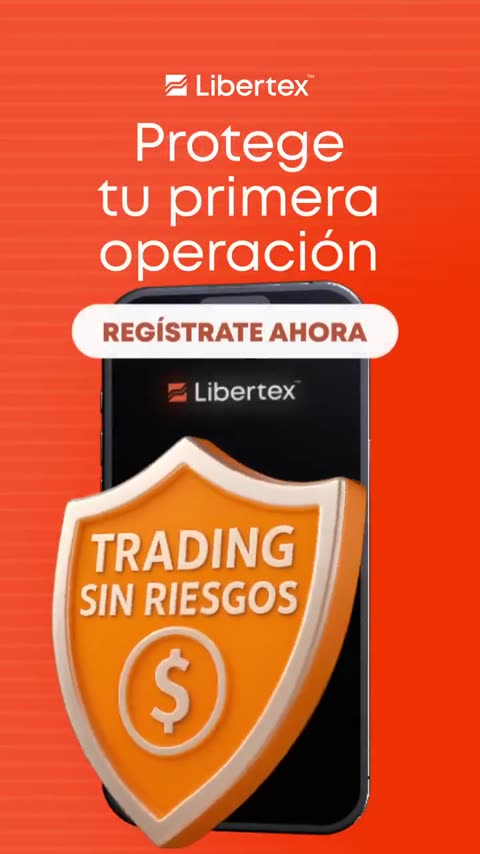 Libertex™
Protege
tu primera
operación
REGÍSTRATE AHORA
Libertex™
TRADING
SIN RIESGOS
$